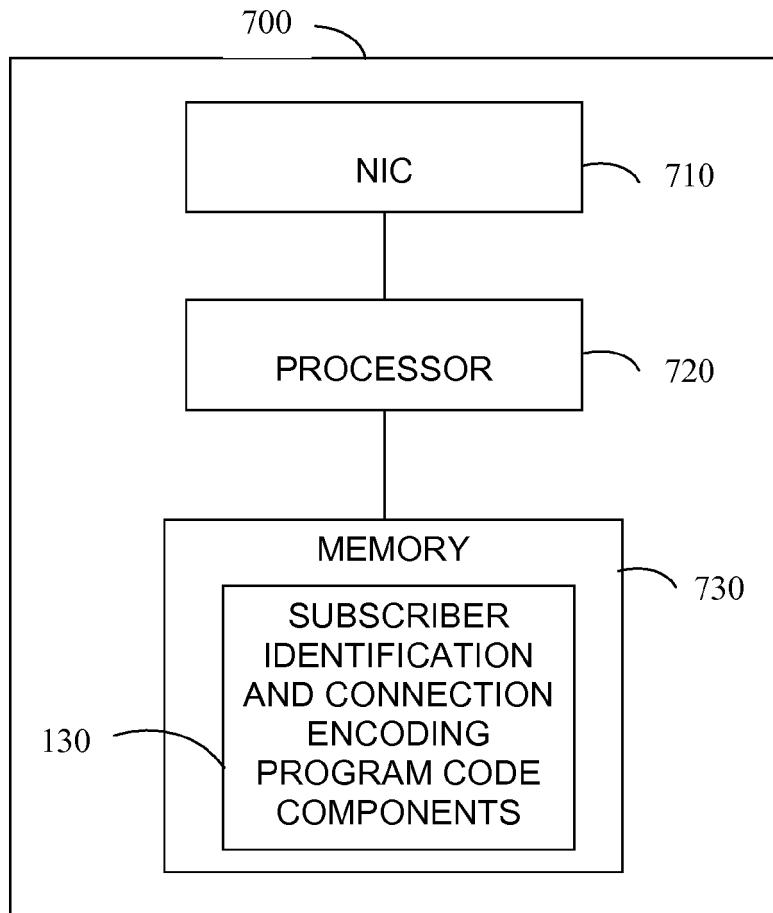 700
NIC
710
PROCESSOR
720
MEMORY
730
SUBSCRIBER
IDENTIFICATION
AND CONNECTION
ENCODING
130
PROGRAM CODE
COMPONENTS